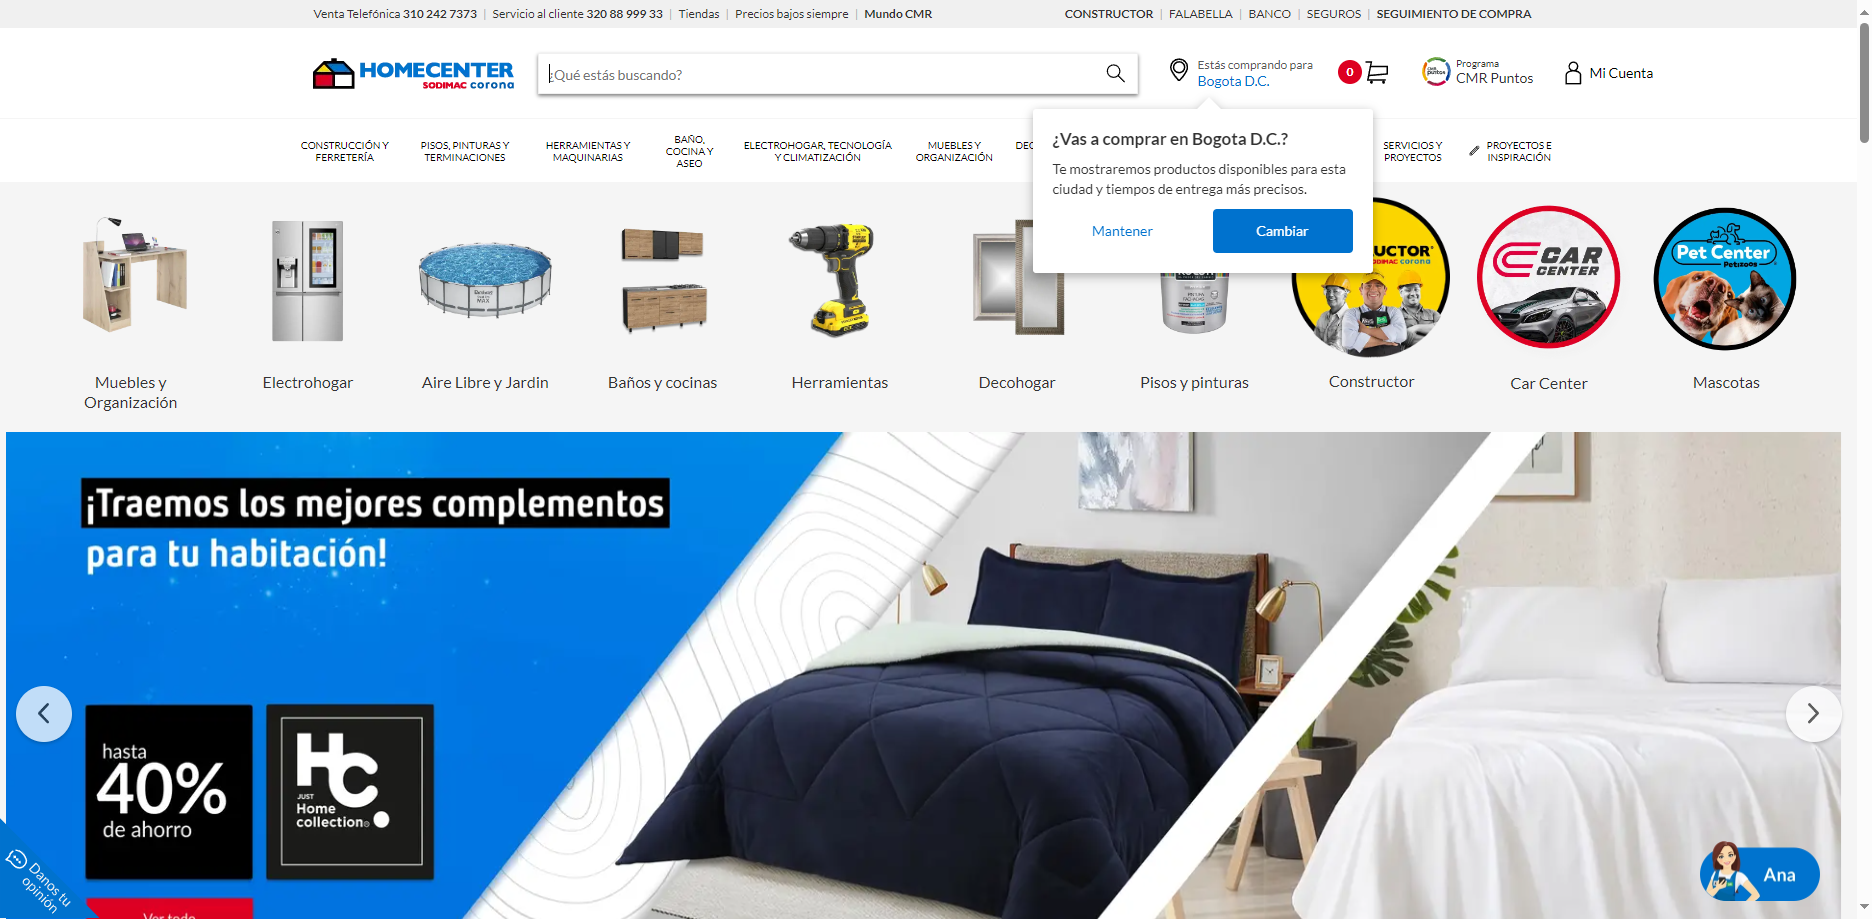 Venta Telefónica 310 242 7373 | Servicio al cliente 320 88 999 33 | Tiendas | Precios bajos siempre | Mundo CMR
CONSTRUCTOR | FALABELLA | BANCO | SEGUROS | SEGUIMIENTO DE COMPRA
HOMECENTER
SODIMAC corona
¿Qué estás buscando?
Estás comprando para
Bogota D.C.
0
Programa
CMR Puntos
Mi Cuenta
CONSTRUCCIÓN Y
FERRETERÍA
PISOS, PINTURAS Y
TERMINACIONES
HERRAMIENTAS Y
MAQUINARIAS
BAÑO,
COCINA Y
ASEO
ELECTROHOGAR, TECNOLOGÍA
Y CLIMATIZACIÓN
MUEBLES Y
ORGANIZACIÓN
SERVICIOS Y
PROYECTOS
PROYECTOS E
INSPIRACIÓN
¿Vas a comprar en Bogota D.C.?
Te mostraremos productos disponibles para esta
ciudad y tiempos de entrega más precisos.
Mantener
Cambiar
UCTOR
SODIMAC corona
CAR
CENTER
Pet Center
Petizoos
Muebles y
Organización
Electrohogar
Aire Libre y Jardin
Baños y cocinas
Herramientas
Decohogar
Pisos y pinturas
Constructor
Car Center
Mascotas
¡Traemos los mejores complementos
para tu habitación!
hasta
40%
de ahorro
HC
JUST
Home
collection®
Ver todo
Danos tu
opinión
Ana